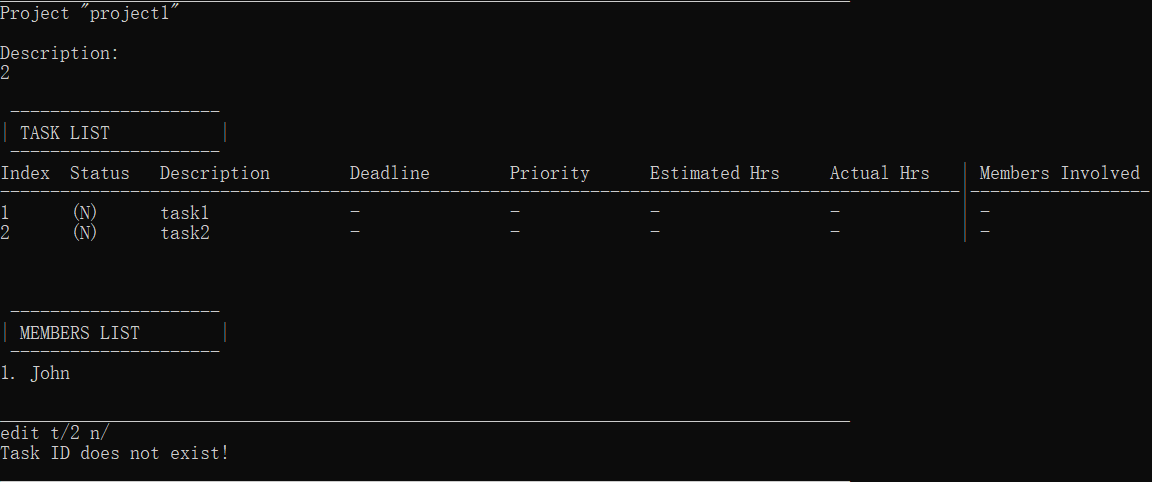 Project "project1"
Description:
2
TASK LIST
Index Status Description Deadline Priority Estimated Hrs Actual Hrs Members Involved
1 (N) task1 - - - - -
2 (N) task2 - - - - -
MEMBERS LIST
1. John
edit t/2 n/
Task ID does not exist!